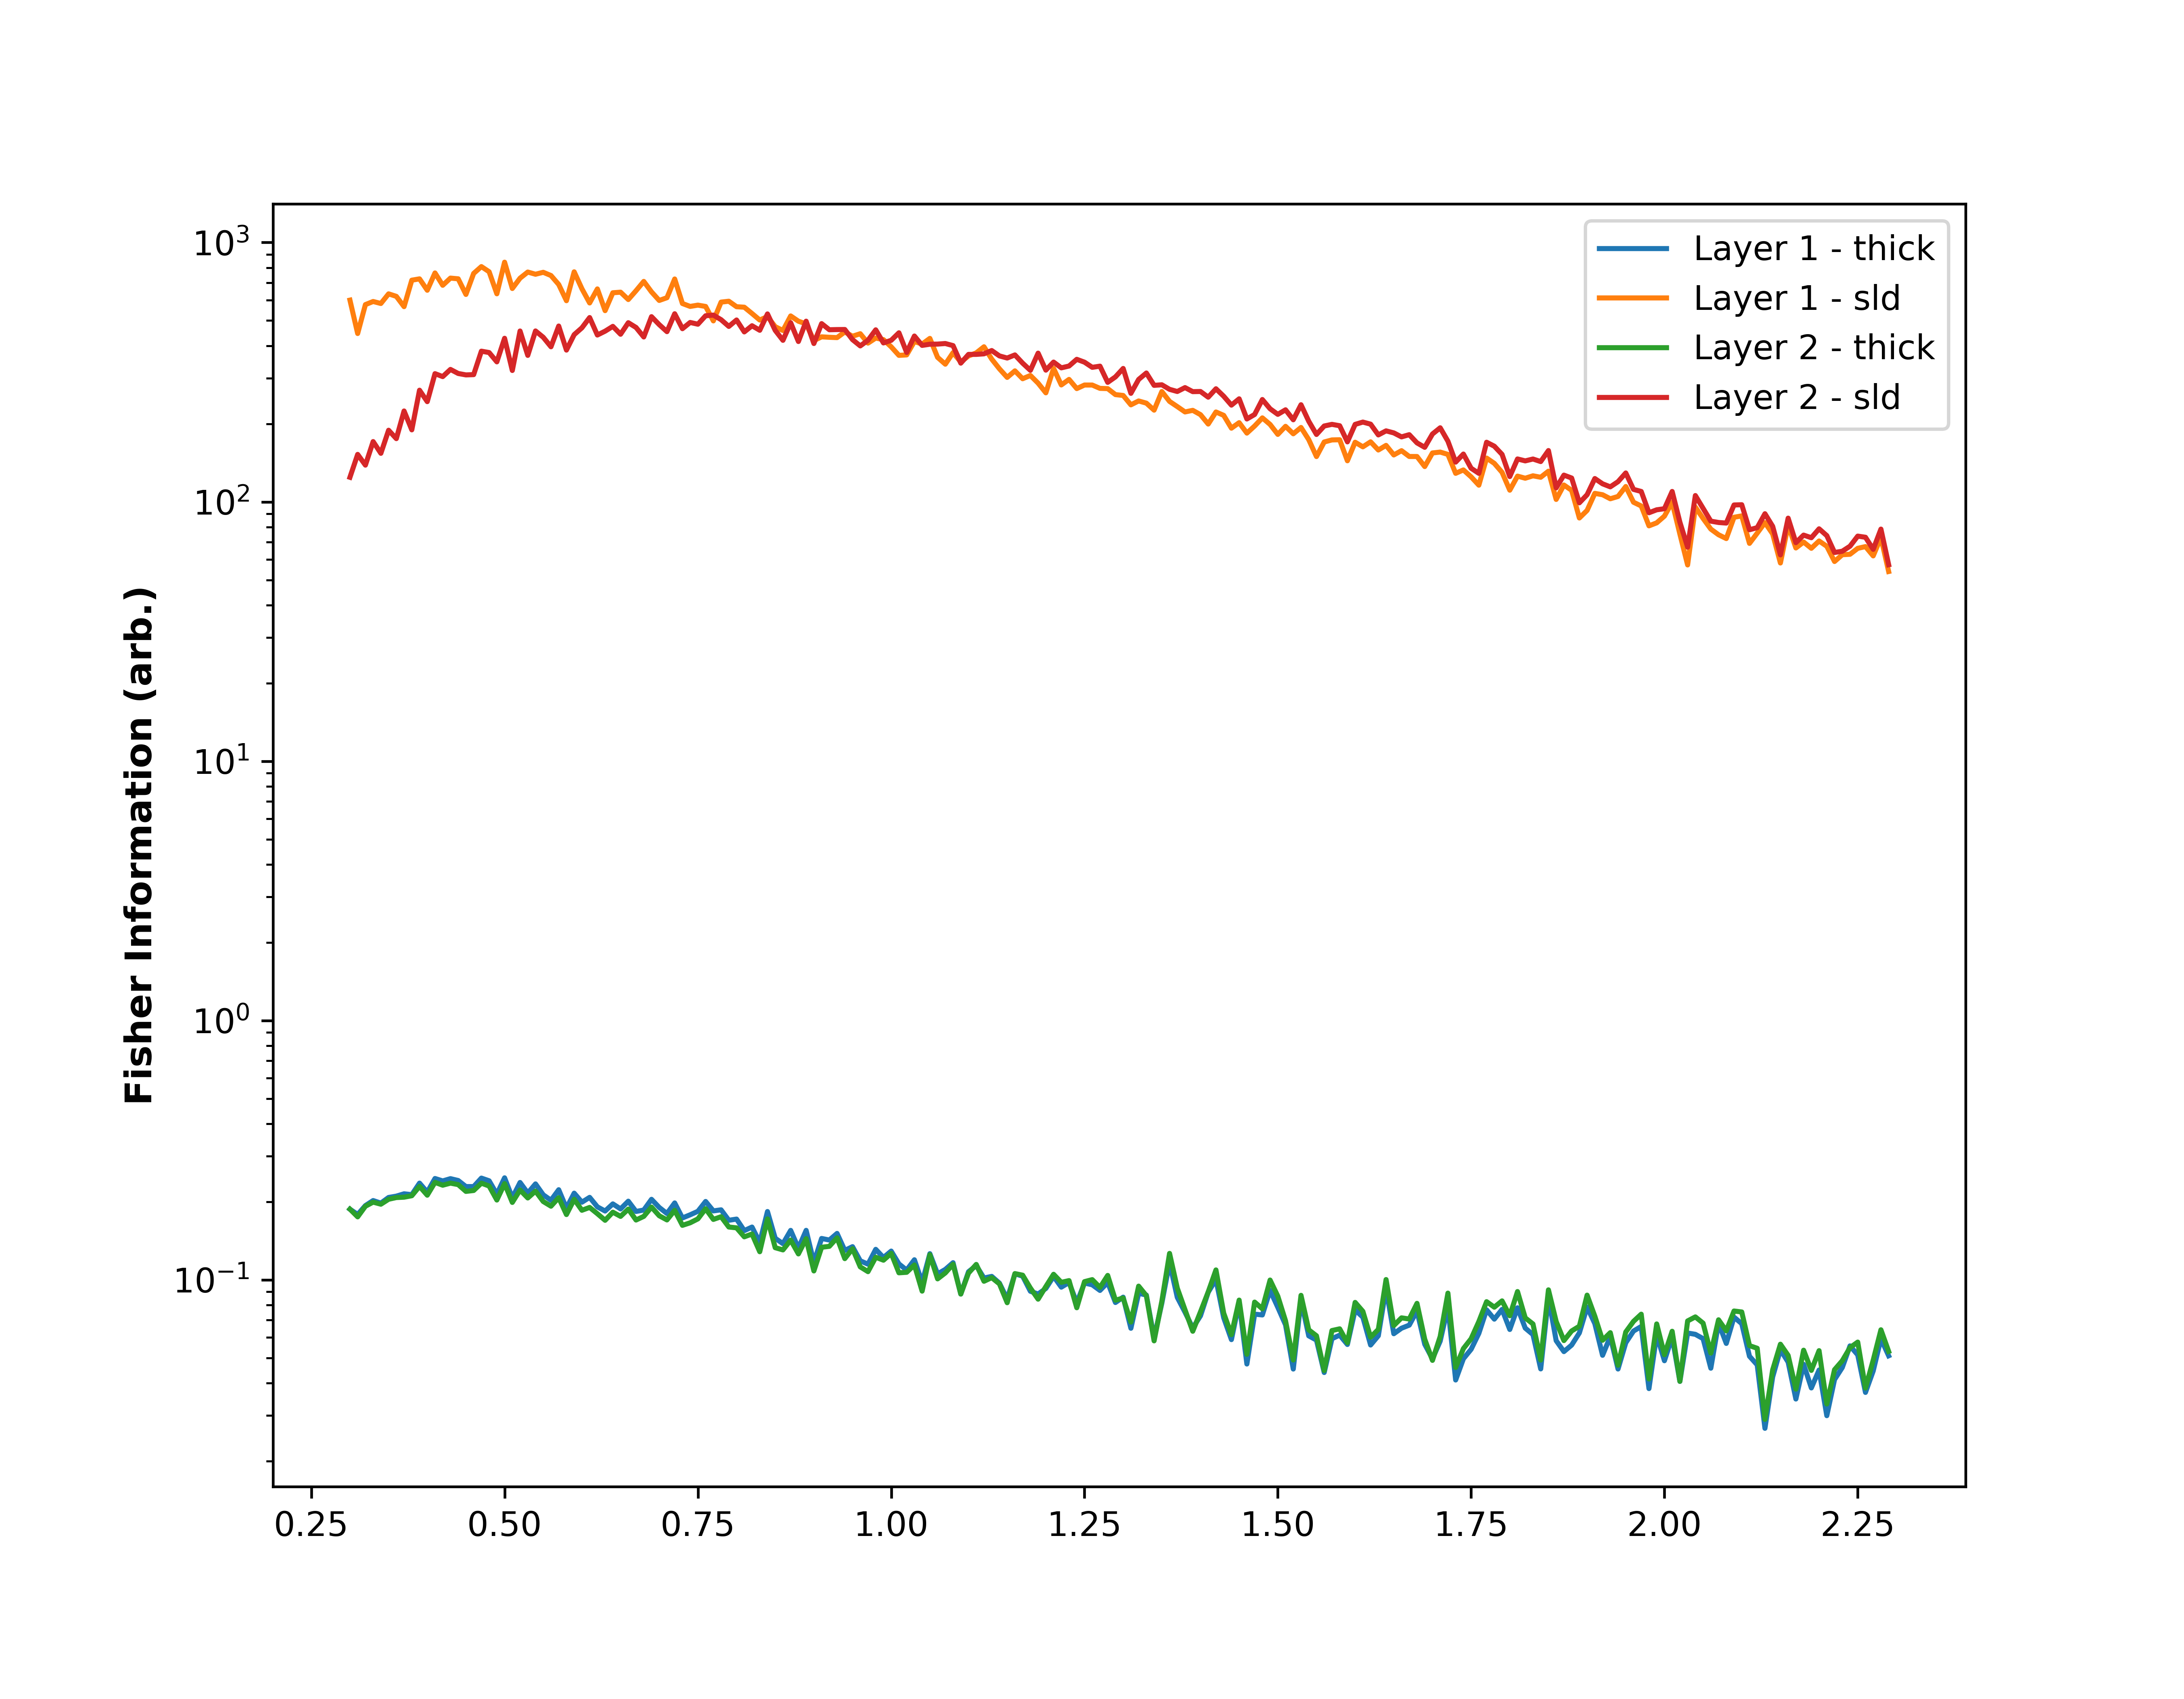 Fisher Information (arb.)
10³
10²
10¹
10⁰
10⁻¹
0.25 0.50 0.75 1.00 1.25 1.50 1.75 2.00 2.25
Layer 1 - thick
Layer 1 - sld
Layer 2 - thick
Layer 2 - sld